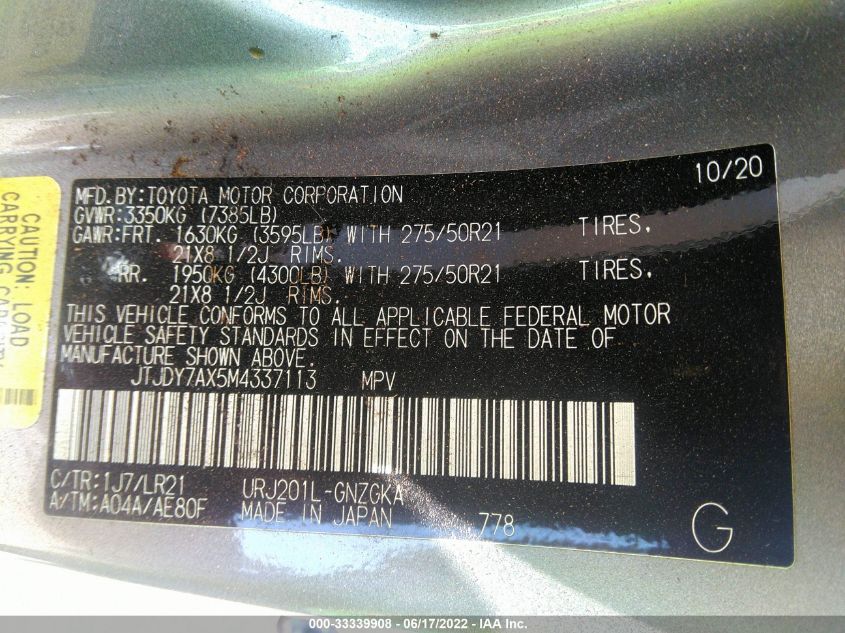 10/20
MFD.BY:TOYOTA MOTOR CORPORATION
GVWR:3350KG (7385LB)
GAWR:FRT. 1630KG (3595LB) WITH 275/50R21 TIRES,
21X8 1/2J RIMS.
RR. 1950KG (4300LB) WITH 275/50R21 TIRES,
21X8 1/2J RIMS.
THIS VEHICLE CONFORMS TO ALL APPLICABLE FEDERAL MOTOR
VEHICLE SAFETY STANDARDS IN EFFECT ON THE DATE OF
MANUFACTURE SHOWN ABOVE.
JTJDY7AX5M4337113 MPV
C/TR:1J7/LR21 URJ201L-GNZGKA
A/TM:A04A/AE80F MADE IN JAPAN 778
G
CAUTION: LOAD
CARRYING CAPACITY
000-33339908 - 06/17/2022 - IAA Inc.